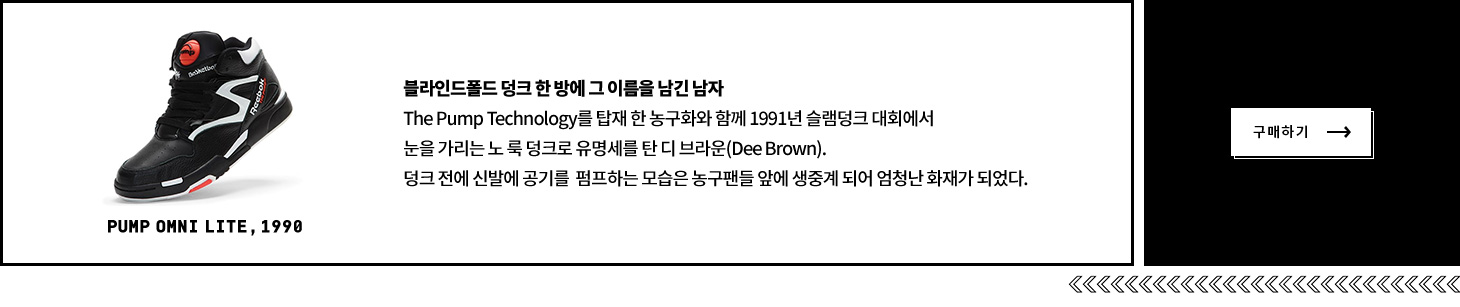 Basketball
Reebok
블라인드폴드 덩크 한 방에 그 이름을 남긴 남자
The Pump Technology를 탑재 한 농구화와 함께 1991년 슬램덩크 대회에서
눈을 가리는 노 룩 덩크로 유명세를 탄 디 브라운(Dee Brown).
덩크 전에 신발에 공기를 펌프하는 모습은 농구팬들 앞에 생중계 되어 엄청난 화재가 되었다.
PUMP OMNI LITE, 1990
구매하기